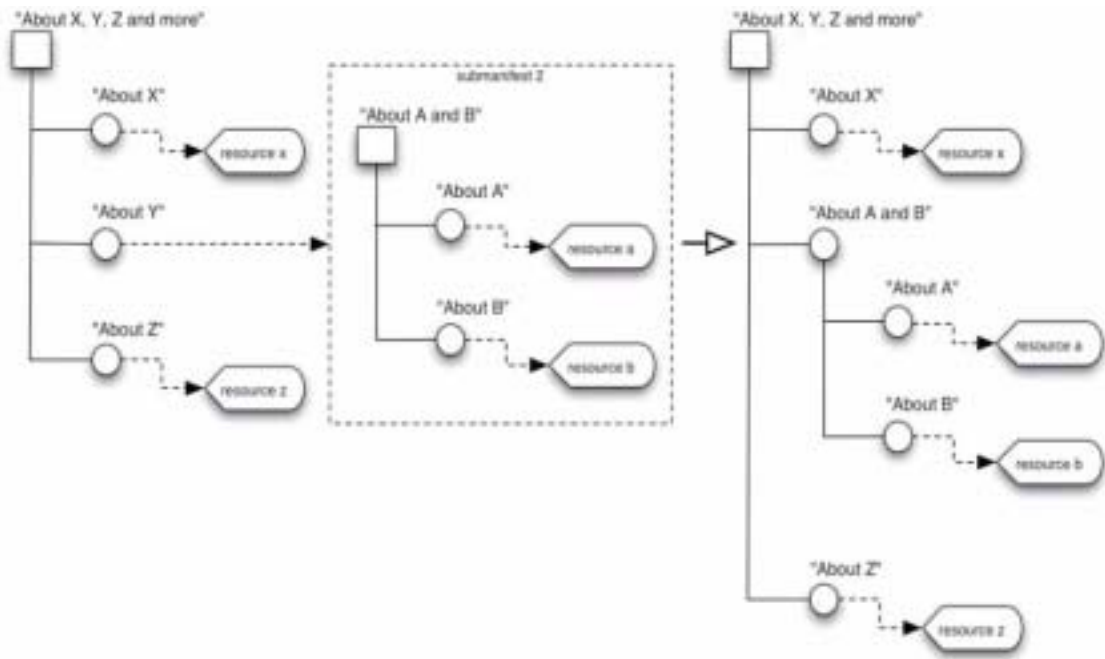 "About X, Y, Z and more"
"About X"
resource x
"About Y"
"About Z"
resource z
submanifest 2
"About A and B"
"About A"
resource a
"About B"
resource b
"About X, Y, Z and more"
"About X"
resource x
"About A and B"
"About A"
resource a
"About B"
resource b
"About Z"
resource z